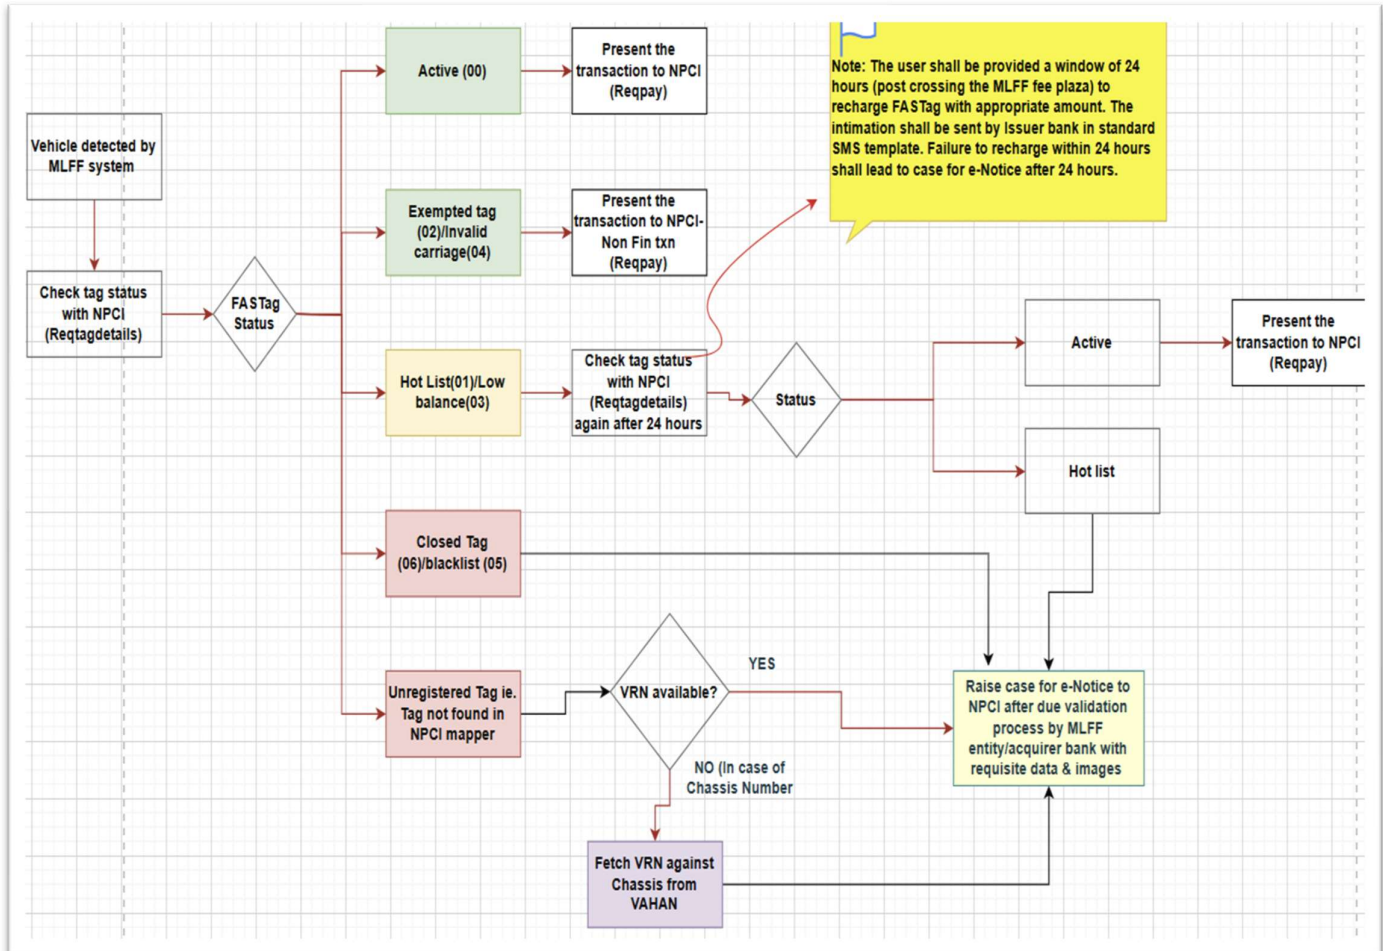 Vehicle detected by
MLFF system
Check tag status
with NPCI
(Reqtagdetails)
FASTag
Status
Active (00)
Present the
transaction to NPCI
(Reqpay)
Exempted tag
(02)/Invalid
carriage(04)
Present the
transaction to NPCI-
Non Fin txn
(Reqpay)
Note: The user shall be provided a window of 24
hours (post crossing the MLFF fee plaza) to
recharge FASTag with appropriate amount. The
intimation shall be sent by Issuer bank in standard
SMS template. Failure to recharge within 24 hours
shall lead to case for e-Notice after 24 hours.
Hot List(01)/Low
balance(03)
Check tag status
with NPCI
(Reqtagdetails)
again after 24 hours
Status
Active
Present the
transaction to NPCI
(Reqpay)
Hot list
Closed Tag
(06)/blacklist (05)
Unregistered Tag ie.
Tag not found in
NPCI mapper
VRN available?
YES
NO (In case of
Chassis Number
Fetch VRN against
Chassis from
VAHAN
Raise case for e-Notice to
NPCI after due validation
process by MLFF
entity/acquirer bank with
requisite data & images